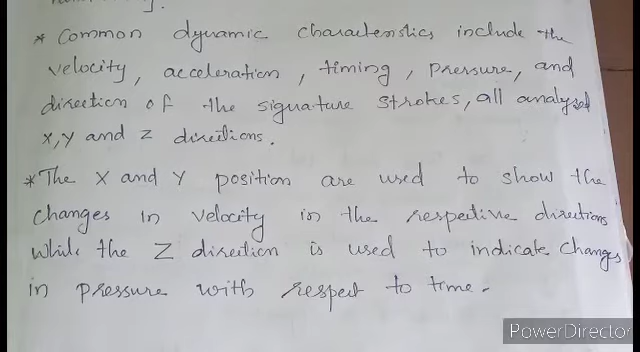 * Common dynamic characteristics include the
velocity, acceleration, timing, pressure, and
direction of the signature strokes, all analysed
X, Y and Z directions.
* The X and Y position are used to show the
changes in velocity in the respective directions
while the Z direction is used to indicate changes
in pressure with respect to time.
PowerDirector